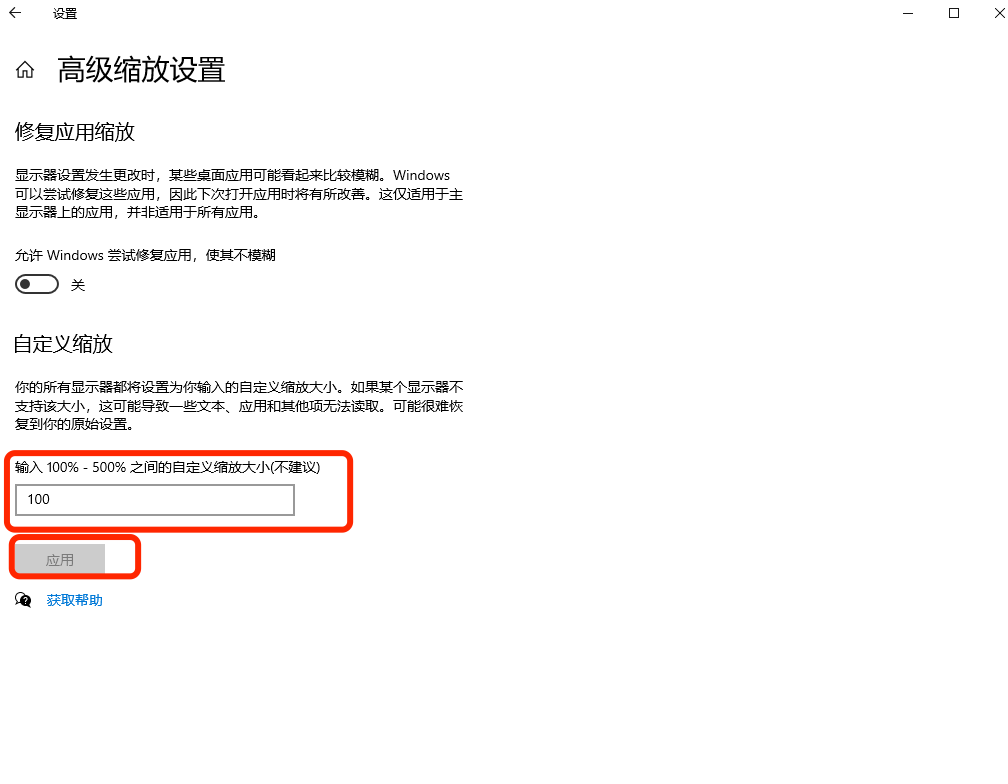 设置
高级缩放设置
修复应用缩放
显示器设置发生更改时，某些桌面应用可能看起来比较模糊。Windows
可以尝试修复这些应用，因此下次打开应用时将有所改善。这仅适用于主
显示器上的应用，并非适用于所有应用。
允许 Windows 尝试修复应用，使其不模糊
关
自定义缩放
你的所有显示器都将设置为你输入的自定义缩放大小。如果某个显示器不
支持该大小，这可能导致一些文本、应用和其他项无法读取。可能很难恢
复到你的原始设置。
输入 100% - 500% 之间的自定义缩放大小(不建议)
100
应用
获取帮助